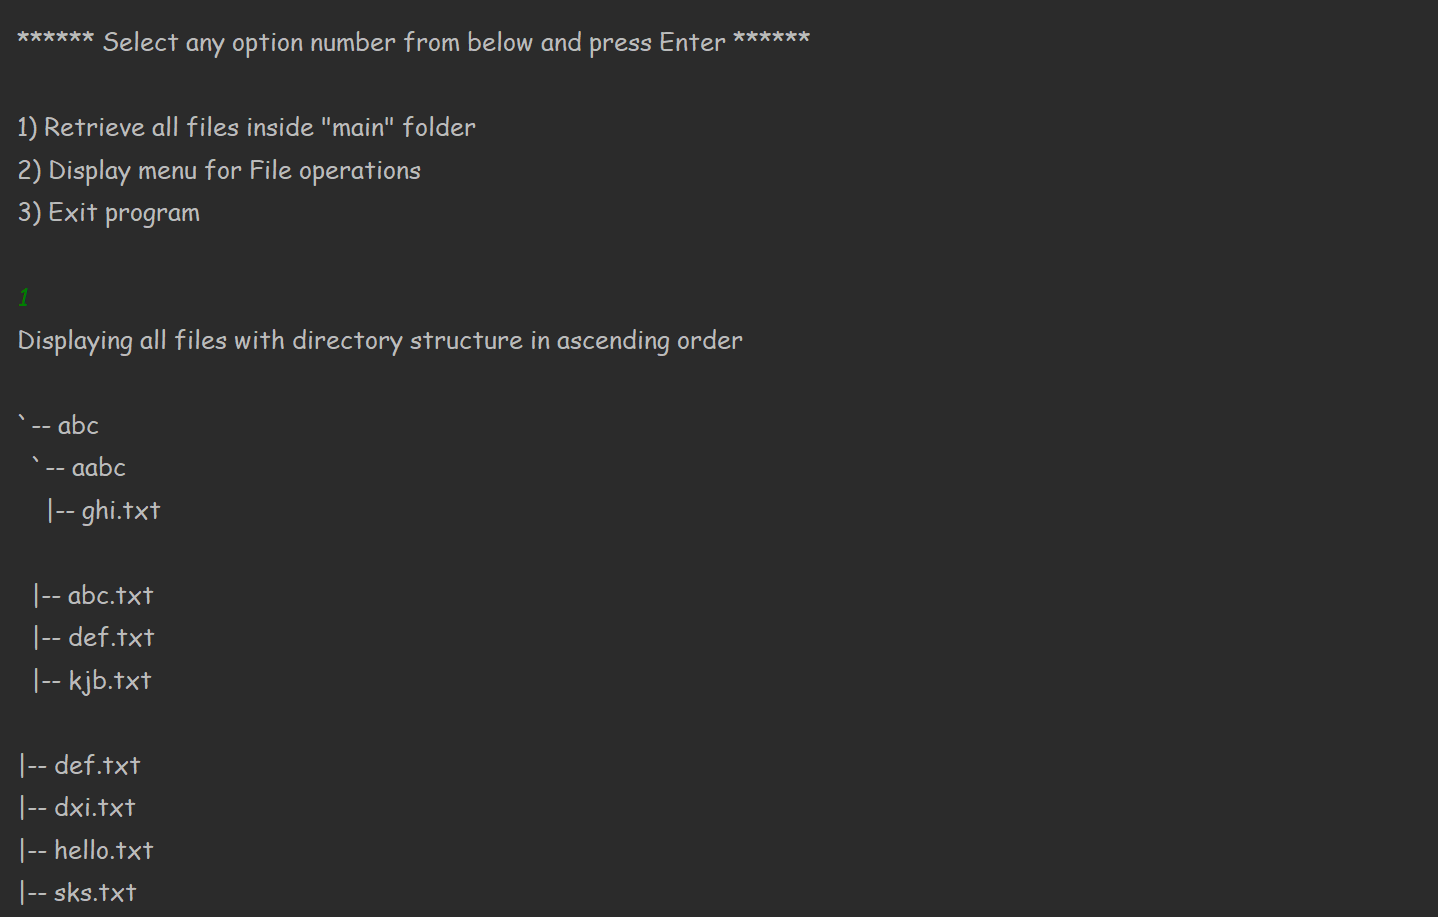 ****** Select any option number from below and press Enter ******
1) Retrieve all files inside "main" folder
2) Display menu for File operations
3) Exit program
1
Displaying all files with directory structure in ascending order
`-- abc
  `-- aabc
    |-- ghi.txt
  |-- abc.txt
  |-- def.txt
  |-- kjb.txt
|-- def.txt
|-- dxi.txt
|-- hello.txt
|-- sks.txt